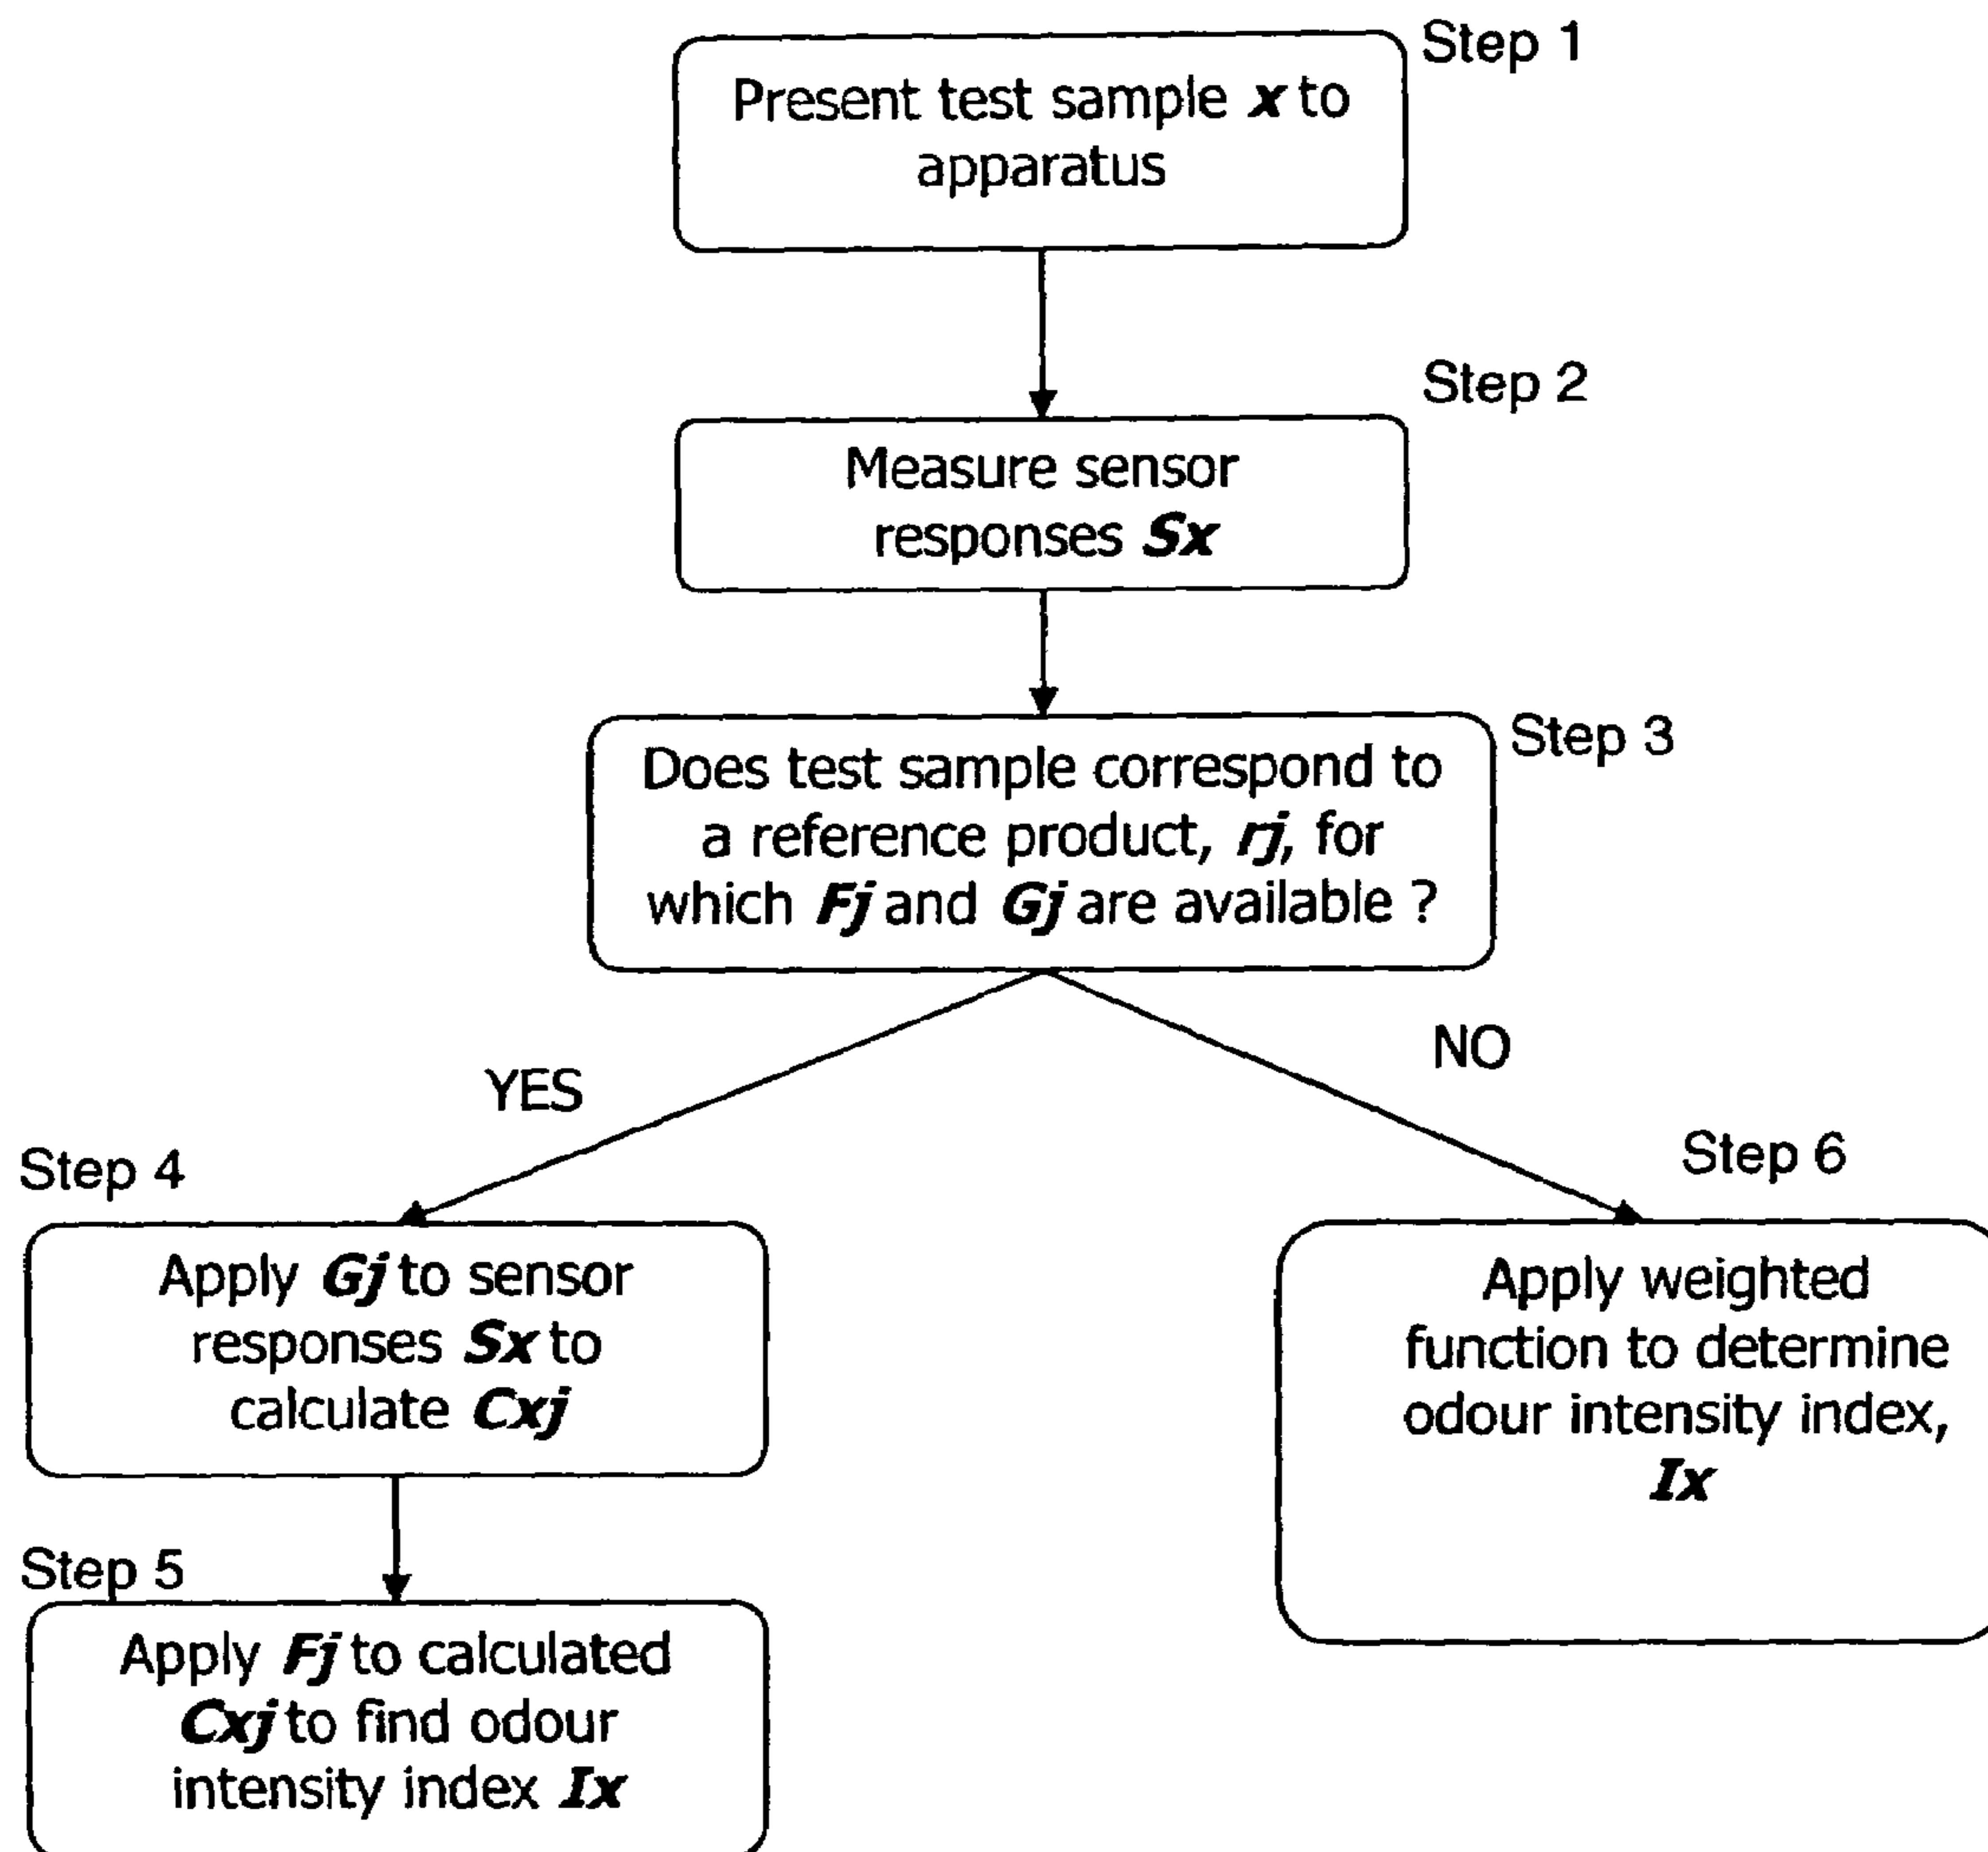 Step 1
Present test sample x to
apparatus
Step 2
Measure sensor
responses Sx
Step 3
Does test sample correspond to
a reference product, rj, for
which Fj and Gj are available ?
YES
NO
Step 4
Apply Gj to sensor
responses Sx to
calculate Cxj
Step 5
Apply Fj to calculated
Cxj to find odour
intensity index Ix
Step 6
Apply weighted
function to determine
odour intensity index,
Ix